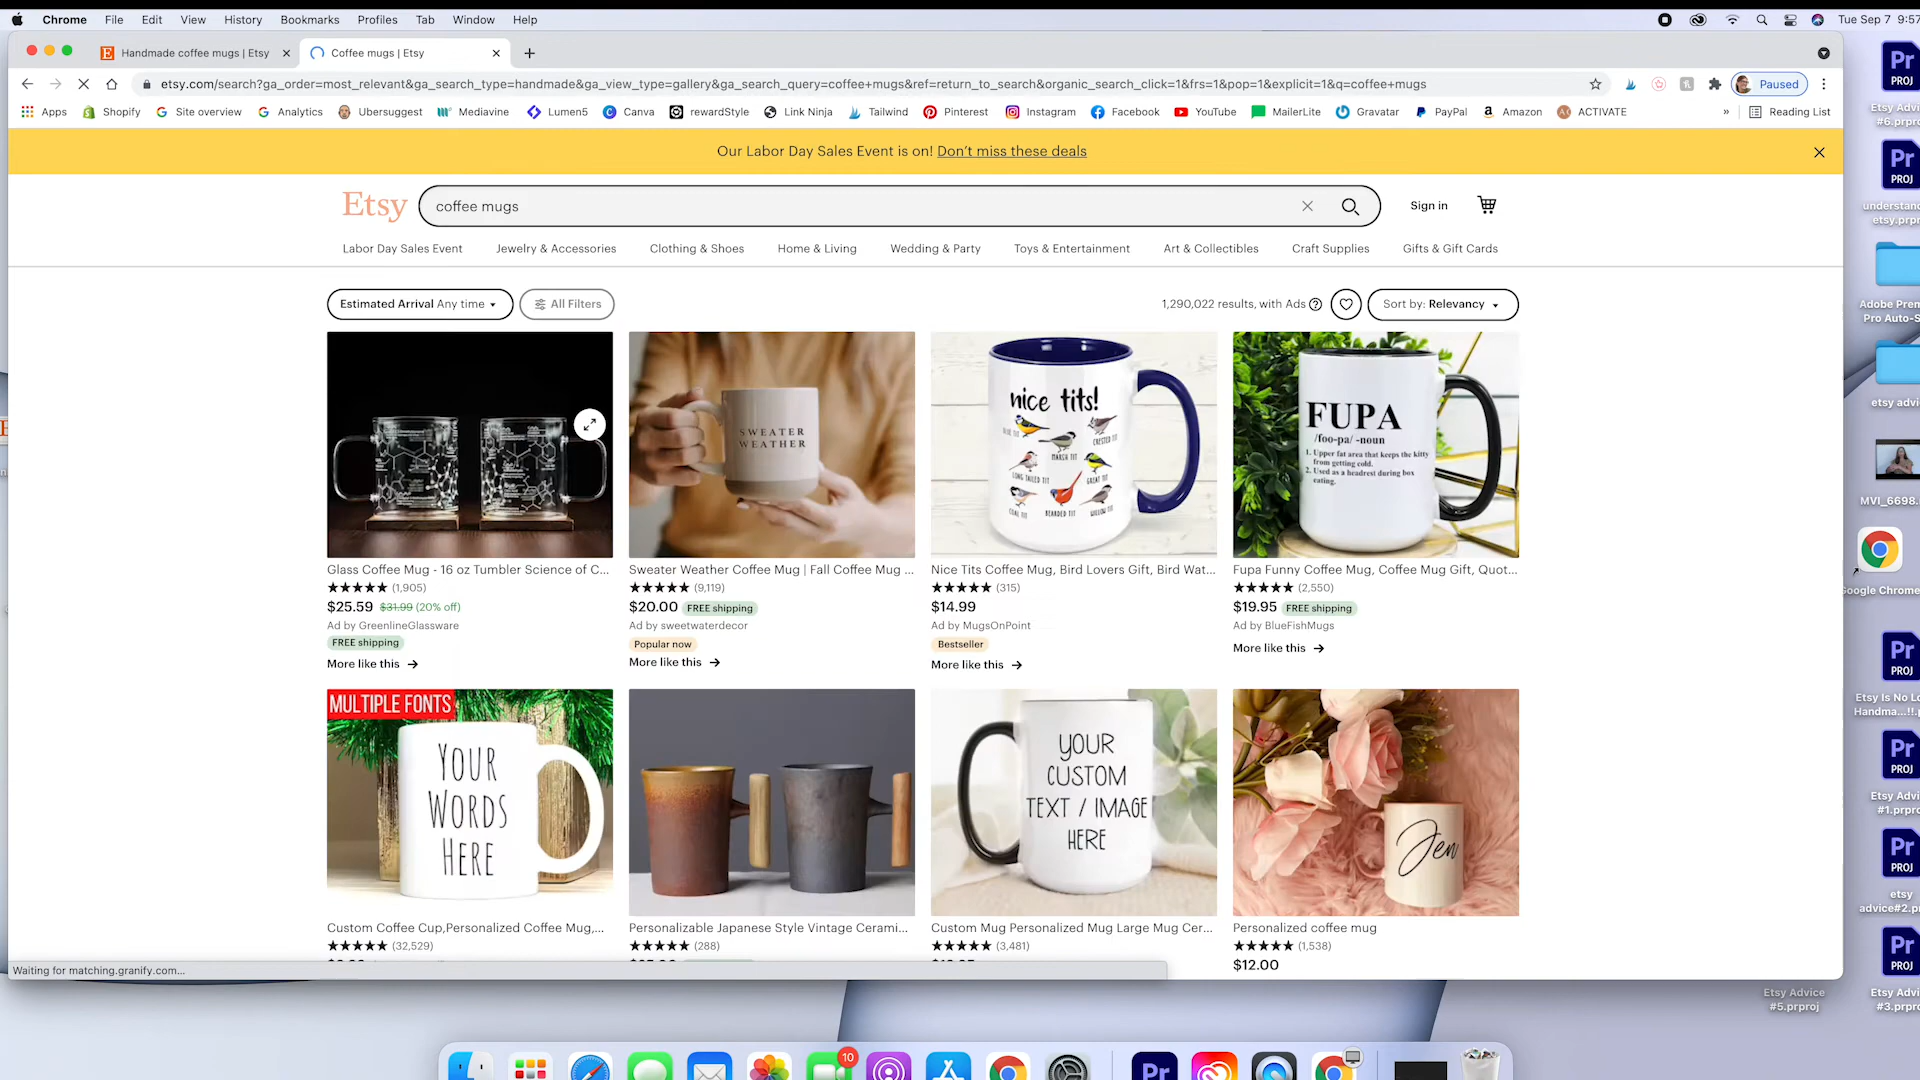 Chrome File Edit View History Bookmarks Profiles Tab Window Help
Tue Sep 7 9:57
Handmade coffee mugs | Etsy
Coffee mugs | Etsy
etsy.com/search?ga_order=most_relevant&ga_search_type=handmade&ga_view_type=gallery&ga_search_query=coffee+mugs&ref=return_to_search&organic_search_click=1&frs=1&pop=1&explicit=1&q=coffee+mugs
Paused
Apps Shopify Site overview Analytics Ubersuggest Mediavine Lumen5 Canva rewardStyle Link Ninja Tailwind Pinterest Instagram Facebook YouTube MailerLite Gravatar PayPal Amazon ACTIVATE » Reading List
Our Labor Day Sales Event is on! Don't miss these deals
Etsy
coffee mugs
Sign in
Labor Day Sales Event Jewelry & Accessories Clothing & Shoes Home & Living Wedding & Party Toys & Entertainment Art & Collectibles Craft Supplies Gifts & Gift Cards
Estimated Arrival Any time
All Filters
1,290,022 results, with Ads
Sort by: Relevancy
SWEATER
WEATHER
nice tits!
BLUE TIT
CRESTED TIT
MARSH TIT
LONG TAILED TIT
GREAT TIT
COAL TIT
BEARDED TIT
WILLOW TIT
FUPA
/foo-pa/ -noun
1. Upper fat area that keeps the kitty
from getting cold.
2. Used as a headrest during box
eating.
Glass Coffee Mug - 16 oz Tumbler Science of C...
(1,905)
$25.59 $31.99 (20% off)
Ad by GreenlineGlassware
FREE shipping
More like this →
Sweater Weather Coffee Mug | Fall Coffee Mug ...
(9,119)
$20.00 FREE shipping
Ad by sweetwaterdecor
Popular now
More like this →
Nice Tits Coffee Mug, Bird Lovers Gift, Bird Wat...
(315)
$14.99
Ad by MugsOnPoint
Bestseller
More like this →
Fupa Funny Coffee Mug, Coffee Mug Gift, Quot...
(2,550)
$19.95 FREE shipping
Ad by BlueFishMugs
More like this →
MULTIPLE FONTS
YOUR
WORDS
HERE
YOUR
CUSTOM
TEXT / IMAGE
HERE
Jen
Custom Coffee Cup,Personalized Coffee Mug,...
(32,529)
Personalizable Japanese Style Vintage Cerami...
(288)
Custom Mug Personalized Mug Large Mug Cer...
(3,481)
Personalized coffee mug
(1,538)
$12.00
Waiting for matching.granify.com...
Pr
PROJ
Etsy Advi
#6.prproj
Pr
PROJ
understand
etsy.prpr
Adobe Prem
Pro Auto-S
etsy advi
MVI_6698.
Google Chrome
Pr
PROJ
Etsy Is No Lo
Handma...!!.p
Pr
PROJ
Etsy Advi
#1.prpro
Pr
PROJ
etsy
advice#2.p
Pr
PROJ
Etsy Advice
#5.prproj
Etsy Advi
#3.prpro
10
Pr